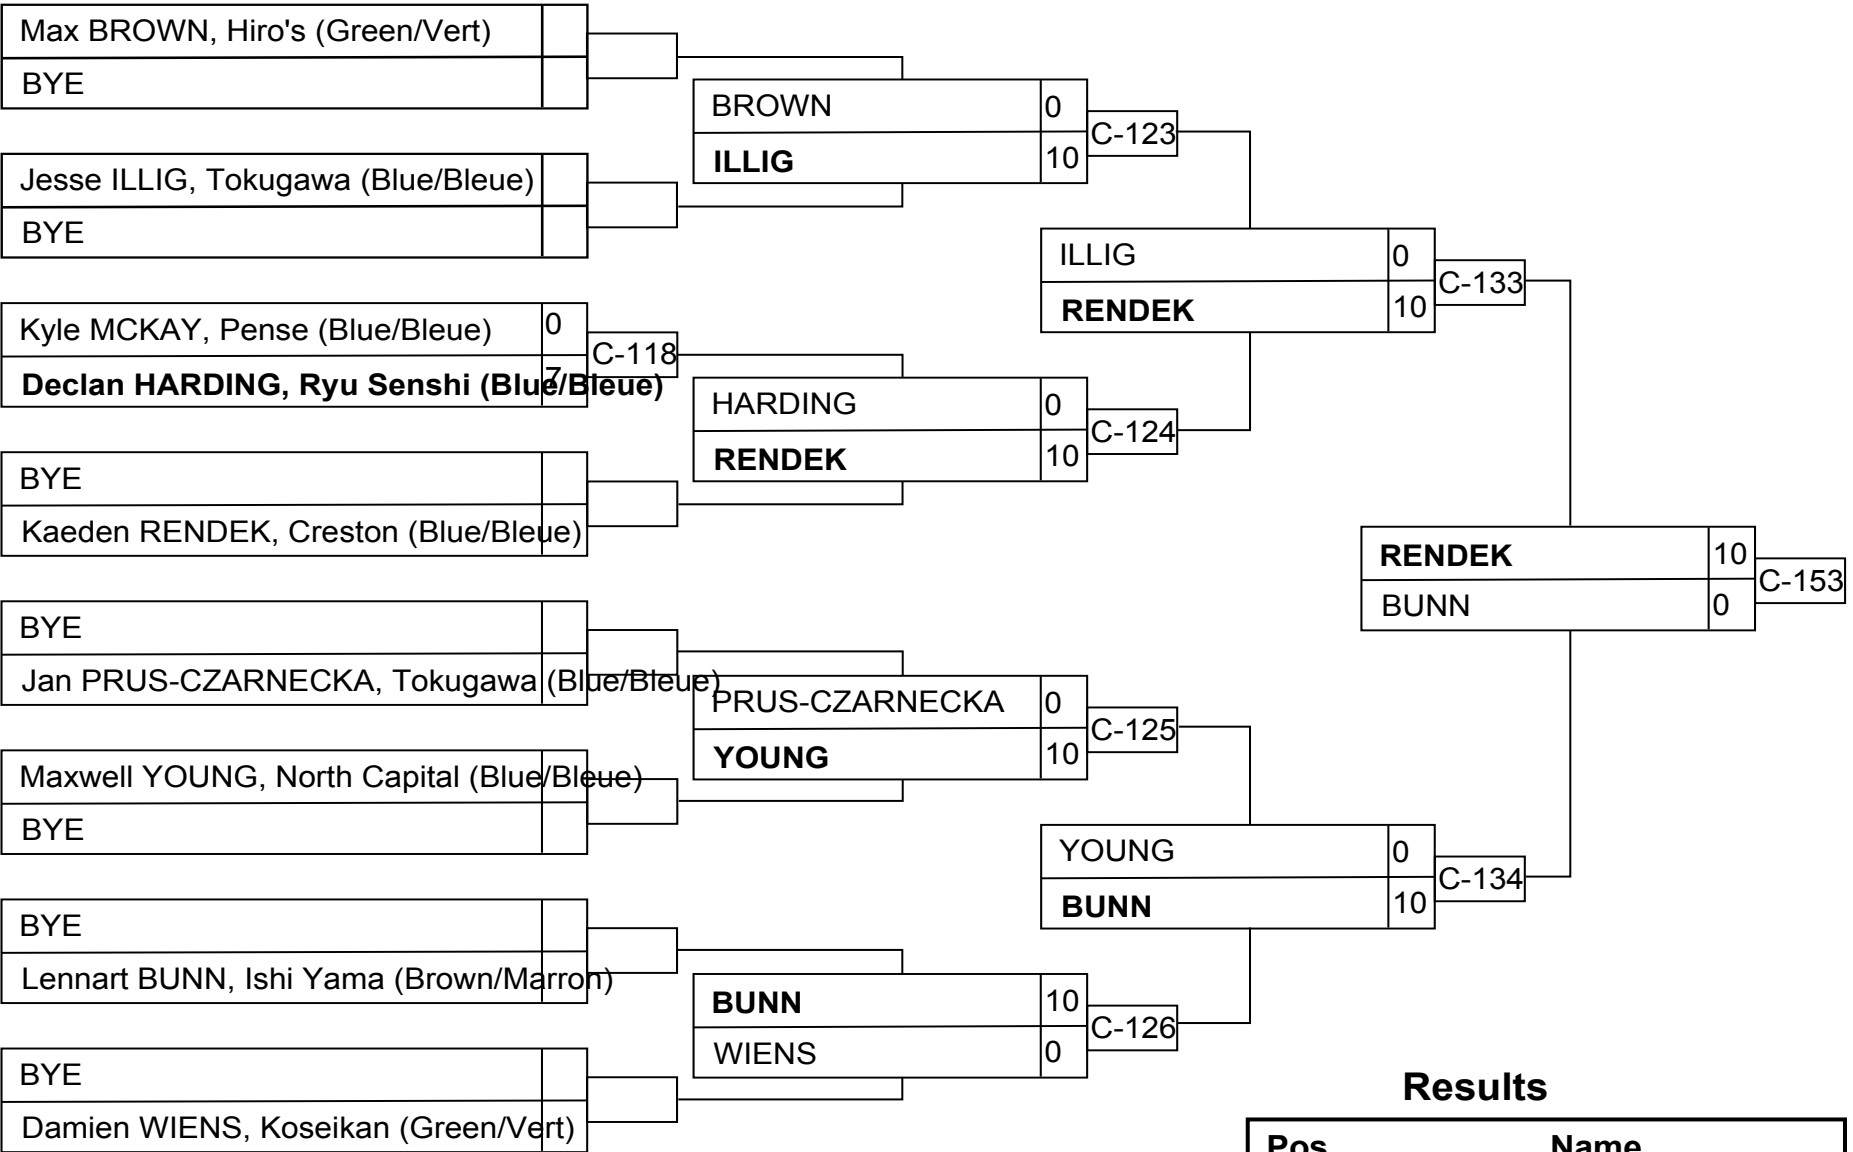 Max BROWN, Hiro's (Green/Vert)
BYE
Jesse ILLIG, Tokugawa (Blue/Bleue)
BYE
Kyle MCKAY, Pense (Blue/Bleue) 0
Declan HARDING, Ryu Senshi (Blue/Bleue) 7
C-118
BYE
Kaeden RENDEK, Creston (Blue/Bleue)
BYE
Jan PRUS-CZARNECKA, Tokugawa (Blue/Bleue)
Maxwell YOUNG, North Capital (Blue/Bleue)
BYE
BYE
Lennart BUNN, Ishi Yama (Brown/Marron)
BYE
Damien WIENS, Koseikan (Green/Vert)
BROWN 0
ILLIG 10
C-123
HARDING 0
RENDEK 10
C-124
PRUS-CZARNECKA 0
YOUNG 10
C-125
BUNN 10
WIENS 0
C-126
ILLIG 0
RENDEK 10
C-133
YOUNG 0
BUNN 10
C-134
RENDEK 10
BUNN 0
C-153
Results
Pos Name